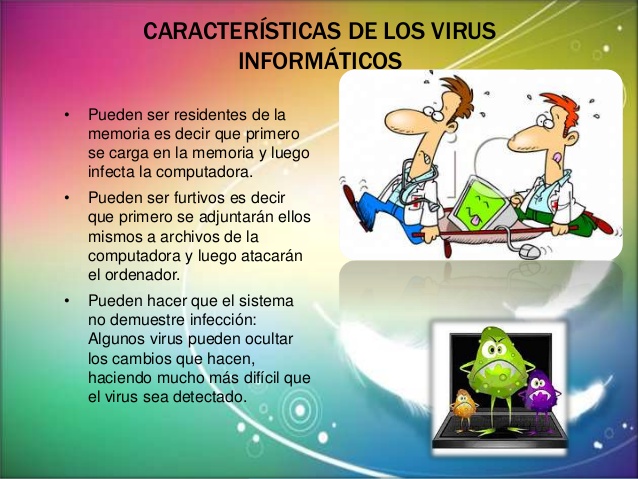 CARACTERÍSTICAS DE LOS VIRUS
INFORMÁTICOS
• Pueden ser residentes de la
memoria es decir que primero
se carga en la memoria y luego
infecta la computadora.
• Pueden ser furtivos es decir
que primero se adjuntarán ellos
mismos a archivos de la
computadora y luego atacarán
el ordenador.
• Pueden hacer que el sistema
no demuestre infección:
Algunos virus pueden ocultar
los cambios que hacen,
haciendo mucho más difícil que
el virus sea detectado.